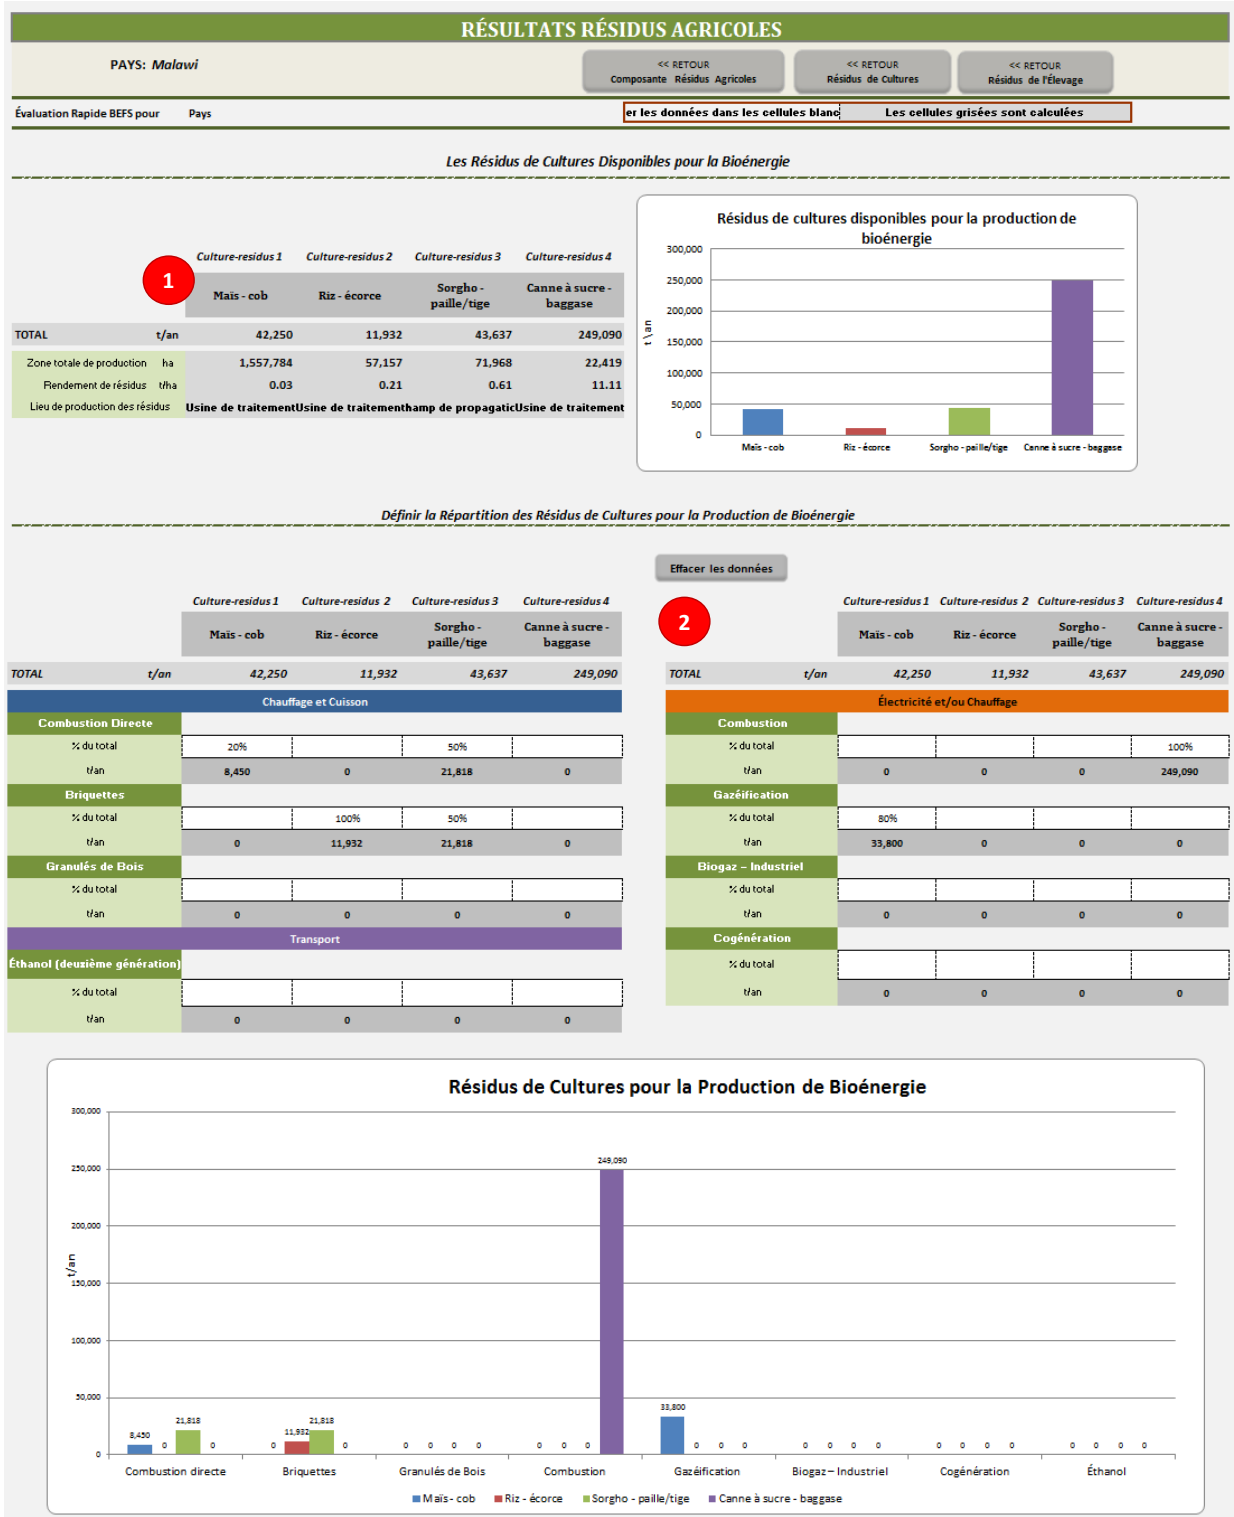 RÉSULTATS RÉSIDUS AGRICOLES
PAYS: Malawi
<< RETOUR
Composante Résidus Agricoles
<< RETOUR
Résidus de Cultures
<< RETOUR
Résidus de l'Élevage
Évaluation Rapide BEFS pour Pays
er les données dans les cellules blanc
Les cellules grisées sont calculées
Les Résidus de Cultures Disponibles pour la Bioénergie
1
Culture-residus 1 Culture-residus 2 Culture-residus 3 Culture-residus 4
Maïs - cob Riz - écorce Sorgho - paille/tige Canne à sucre - baggase
TOTAL t/an 42,250 11,932 43,637 249,090
Zone totale de production ha 1,557,784 57,157 71,968 22,419
Rendement de résidus t/ha 0.03 0.21 0.61 11.11
Lieu de production des résidus Usine de traitement Usine de traitement hamp de propagatic Usine de traitement
Résidus de cultures disponibles pour la production de
bioénergie
t \ an
300,000
250,000
200,000
150,000
100,000
50,000
0
Maïs - cob Riz - écorce Sorgho - paille/tige Canne à sucre - baggase
Définir la Répartition des Résidus de Cultures pour la Production de Bioénergie
Effacer les données
Culture-residus 1 Culture-residus 2 Culture-residus 3 Culture-residus 4
Maïs - cob Riz - écorce Sorgho - paille/tige Canne à sucre - baggase
TOTAL t/an 42,250 11,932 43,637 249,090
Chauffage et Cuisson
Combustion Directe
% du total 20% 50%
t/an 8,450 0 21,818 0
Briquettes
% du total 100% 50%
t/an 0 11,932 21,818 0
Granulés de Bois
% du total
t/an 0 0 0 0
Transport
Éthanol (deuxième génération)
% du total
t/an 0 0 0 0
2
Culture-residus 1 Culture-residus 2 Culture-residus 3 Culture-residus 4
Maïs - cob Riz - écorce Sorgho - paille/tige Canne à sucre - baggase
TOTAL t/an 42,250 11,932 43,637 249,090
Électricité et/ou Chauffage
Combustion
% du total 100%
t/an 0 0 0 249,090
Gazéification
% du total 80%
t/an 33,800 0 0 0
Biogaz – Industriel
% du total
t/an 0 0 0 0
Cogénération
% du total
t/an 0 0 0 0
Résidus de Cultures pour la Production de Bioénergie
t/an
300,000
250,000
200,000
150,000
100,000
50,000
0
8,450 0 21,818 0
0 11,932 21,818 0
0 0 0 0
0 0 0 249,090
33,800 0 0 0
0 0 0 0
0 0 0 0
0 0 0 0
Combustion directe Briquettes Granulés de Bois Combustion Gazéification Biogaz – Industriel Cogénération Éthanol
Maïs - cob Riz - écorce Sorgho - paille/tige Canne à sucre - baggase